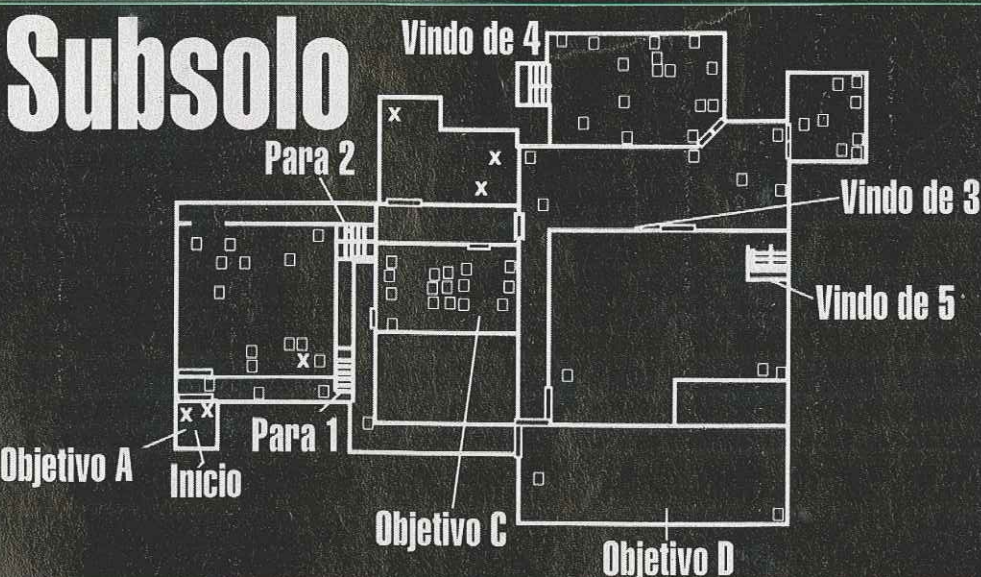 Subsolo
Vindo de 4
Para 2
Vindo de 3
Vindo de 5
x
x
x
x
x x
Para 1
Objetivo A
Início
Objetivo C
Objetivo D